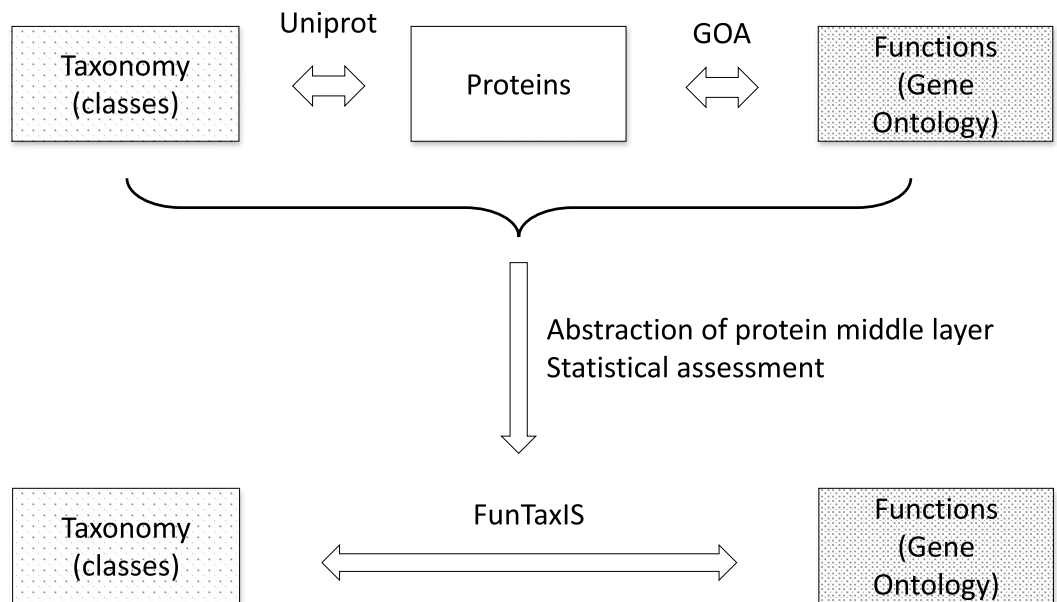 Uniprot
GOA
Taxonomy
(classes)
Proteins
Functions
(Gene
Ontology)
Abstraction of protein middle layer
Statistical assessment
FunTaxIS
Taxonomy
(classes)
Functions
(Gene
Ontology)